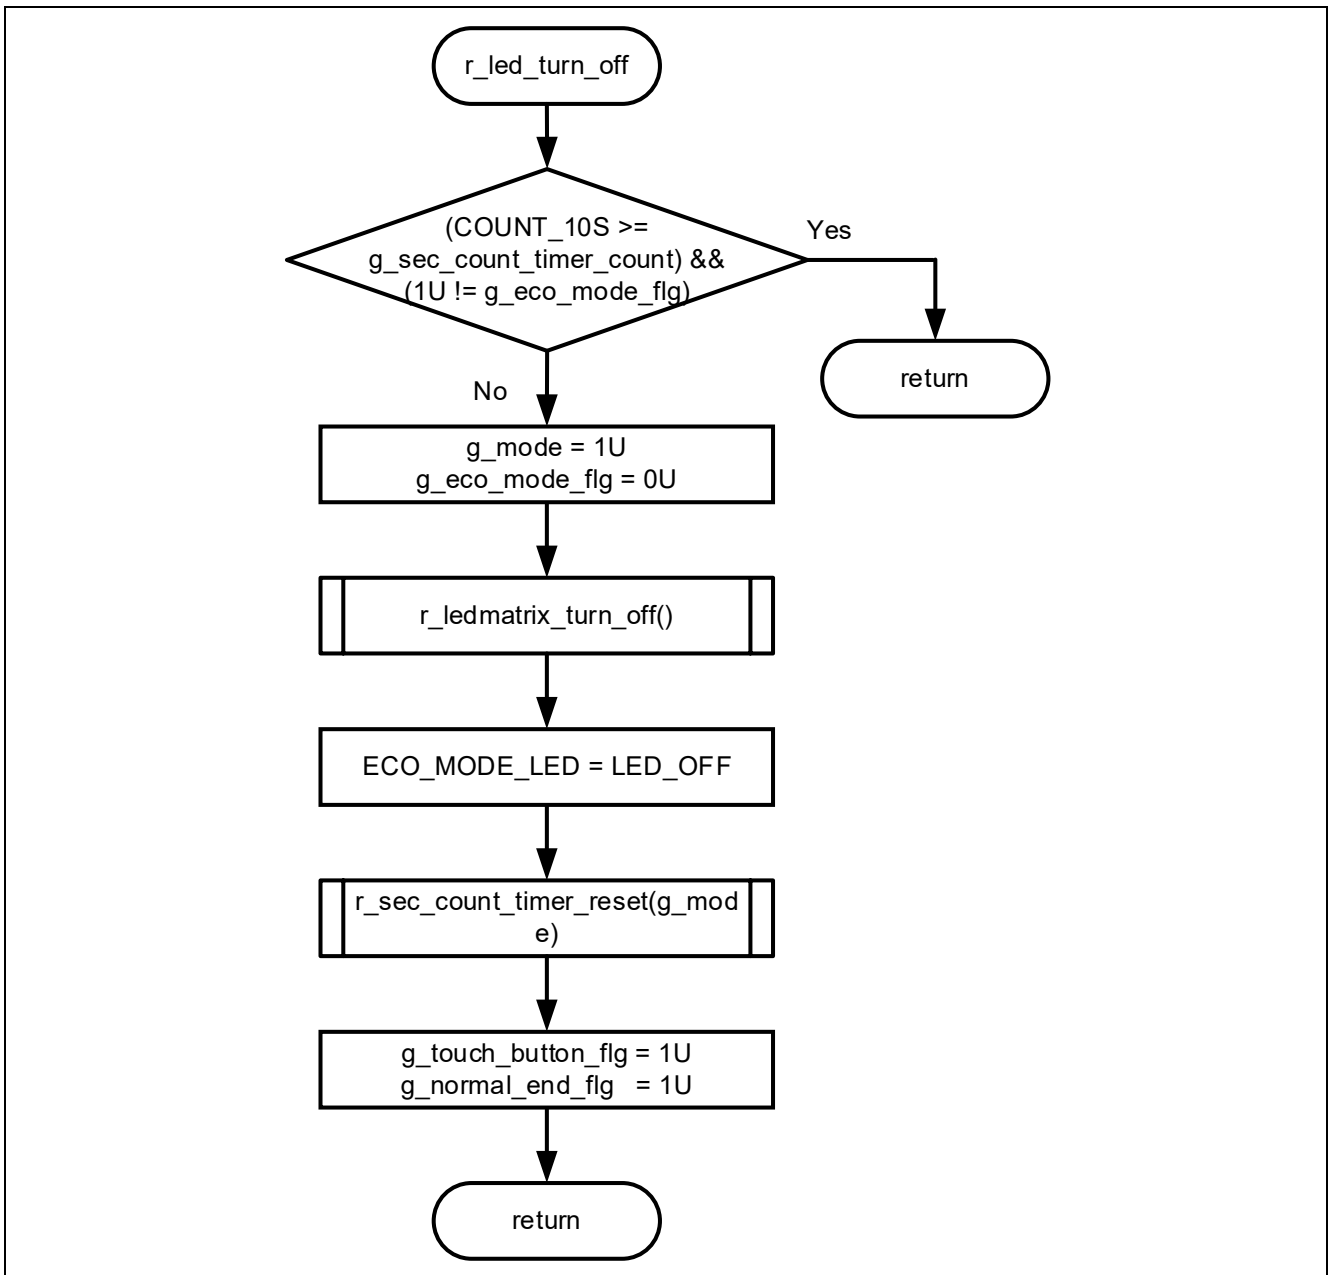 r_led_turn_off
(COUNT_10S >=
g_sec_count_timer_count) &&
(1U != g_eco_mode_flg)
Yes
return
No
g_mode = 1U
g_eco_mode_flg = 0U
r_ledmatrix_turn_off()
ECO_MODE_LED = LED_OFF
r_sec_count_timer_reset(g_mod
e)
g_touch_button_flg = 1U
g_normal_end_flg   = 1U
return